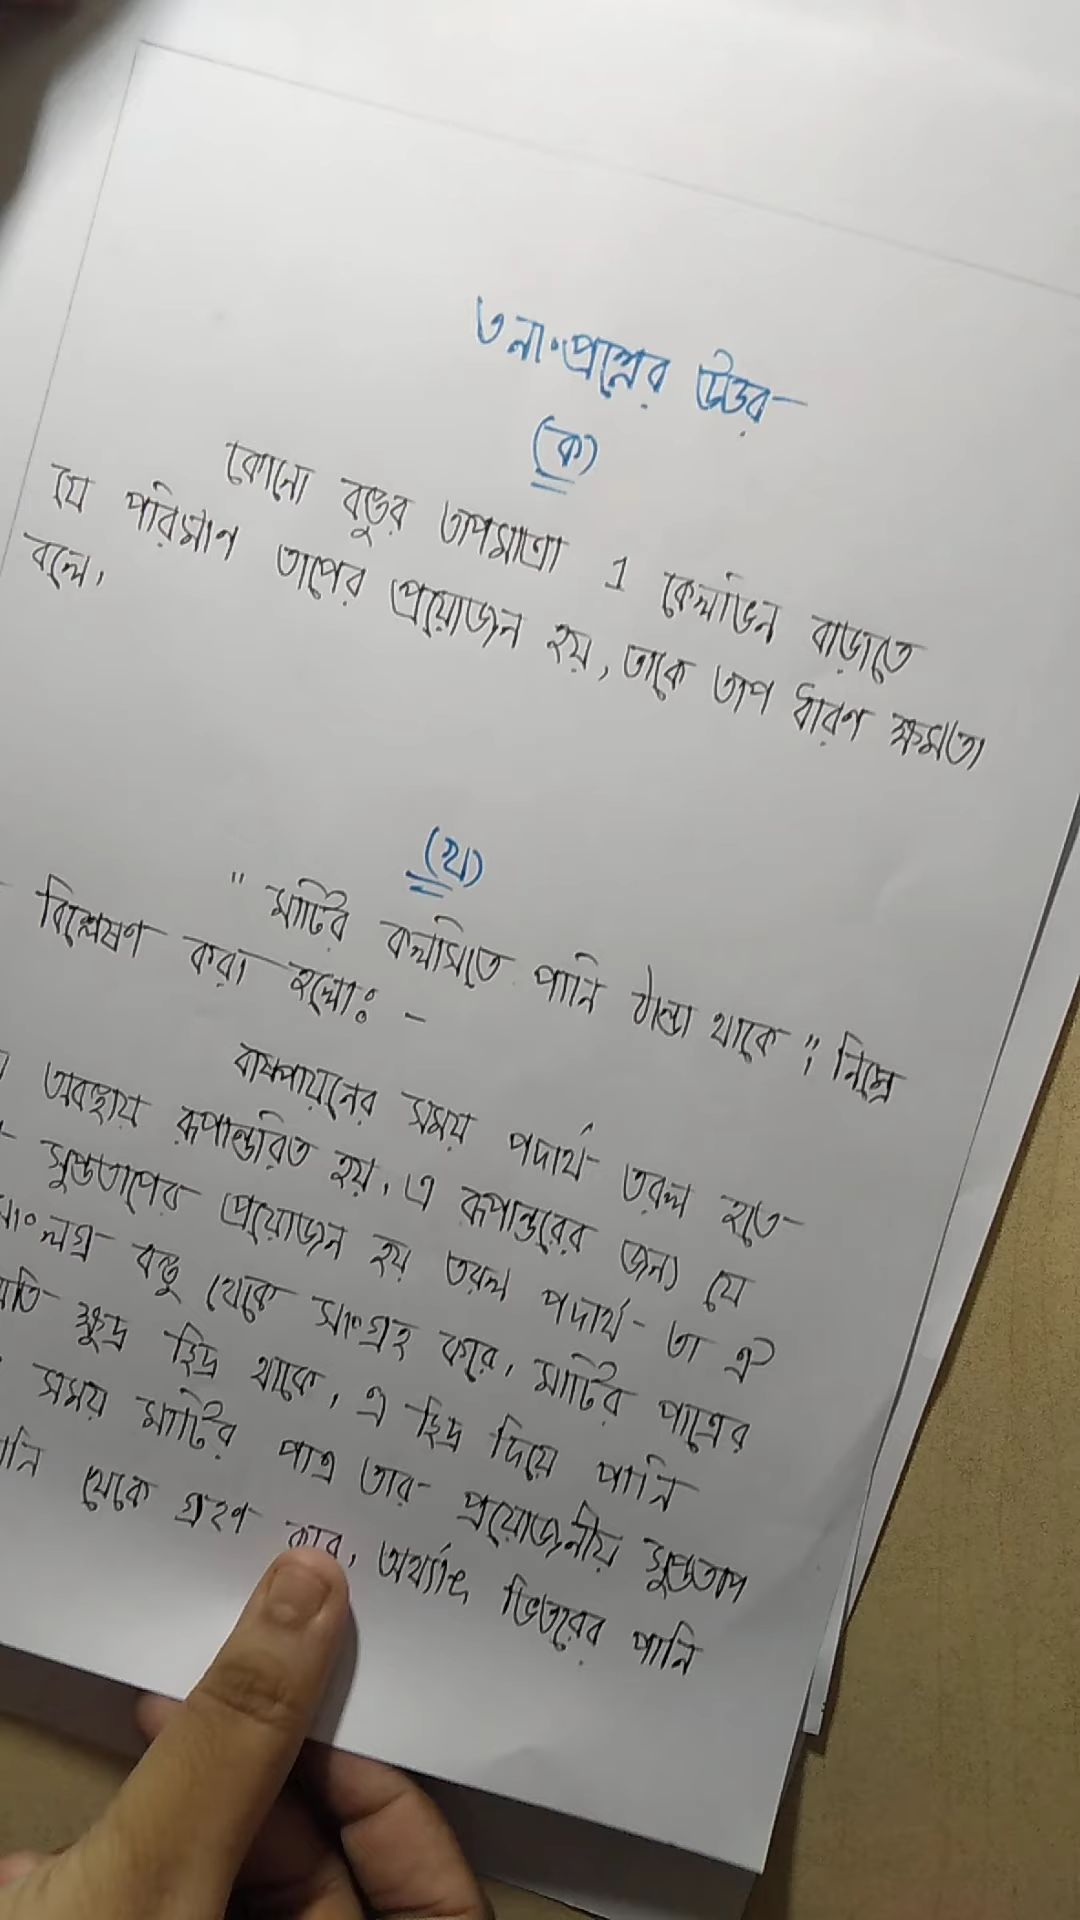 ৩ নং প্রশ্নের উত্তর
(ক)
কোনো বস্তুর তাপমাত্রা 1 কেলভিন বাড়াতে
যে পরিমাণ তাপের প্রয়োজন হয়, তাকে তাপ ধারণ ক্ষমতা
বলে।
(খ)
" মাটির কলসিতে পানি ঠান্ডা থাকে "; নিম্নে
বিশ্লেষণ করা হলোঃ -
বাষ্পায়নের সময় পদার্থ তরল হতে
অবস্থায় রূপান্তরিত হয়। এ রূপান্তরের জন্য যে
সুপ্ততাপের প্রয়োজন হয় তরল পদার্থ তা ঐ
সংলগ্ন বস্তু থেকে সংগ্রহ করে। মাটির পাত্রের
ক্ষুদ্র ছিদ্র থাকে, এ ছিদ্র দিয়ে পানি
সময় মাটির পাত্র তার প্রয়োজনীয় সুপ্ততাপ
থেকে গ্রহণ করে, অর্থ্যাৎ ভিতরের পানি